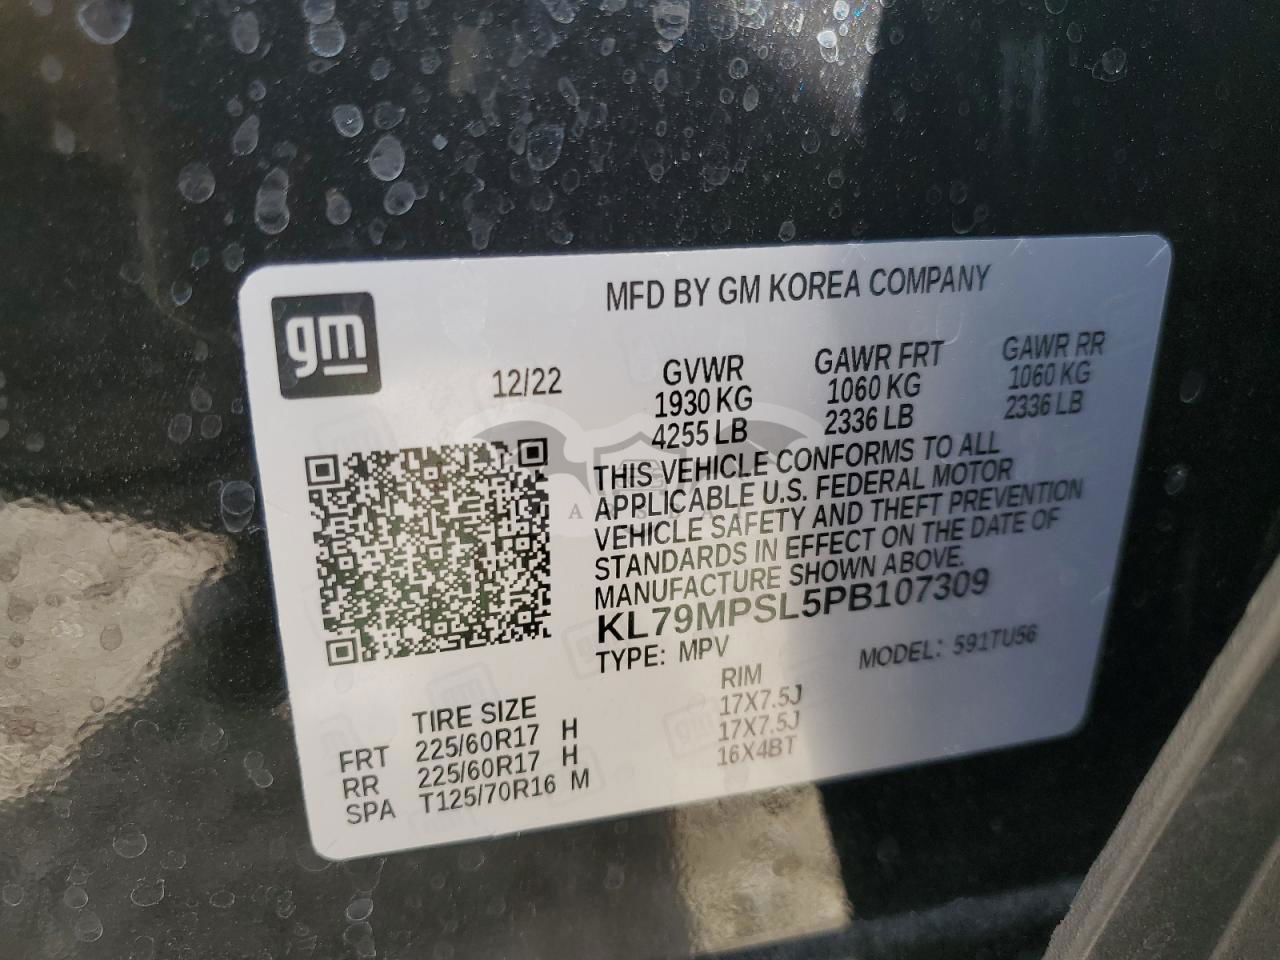 gm
MFD BY GM KOREA COMPANY
12/22
GVWR GAWR FRT GAWR RR
1930 KG 1060 KG 1060 KG
4255 LB 2336 LB 2336 LB
THIS VEHICLE CONFORMS TO ALL
APPLICABLE U.S. FEDERAL MOTOR
VEHICLE SAFETY AND THEFT PREVENTION
STANDARDS IN EFFECT ON THE DATE OF
MANUFACTURE SHOWN ABOVE.
KL79MPSL5PB107309
TYPE: MPV MODEL: 591TU56
TIRE SIZE RIM
FRT 225/60R17 H 17X7.5J
RR 225/60R17 H 17X7.5J
SPA T125/70R16 M 16X4BT